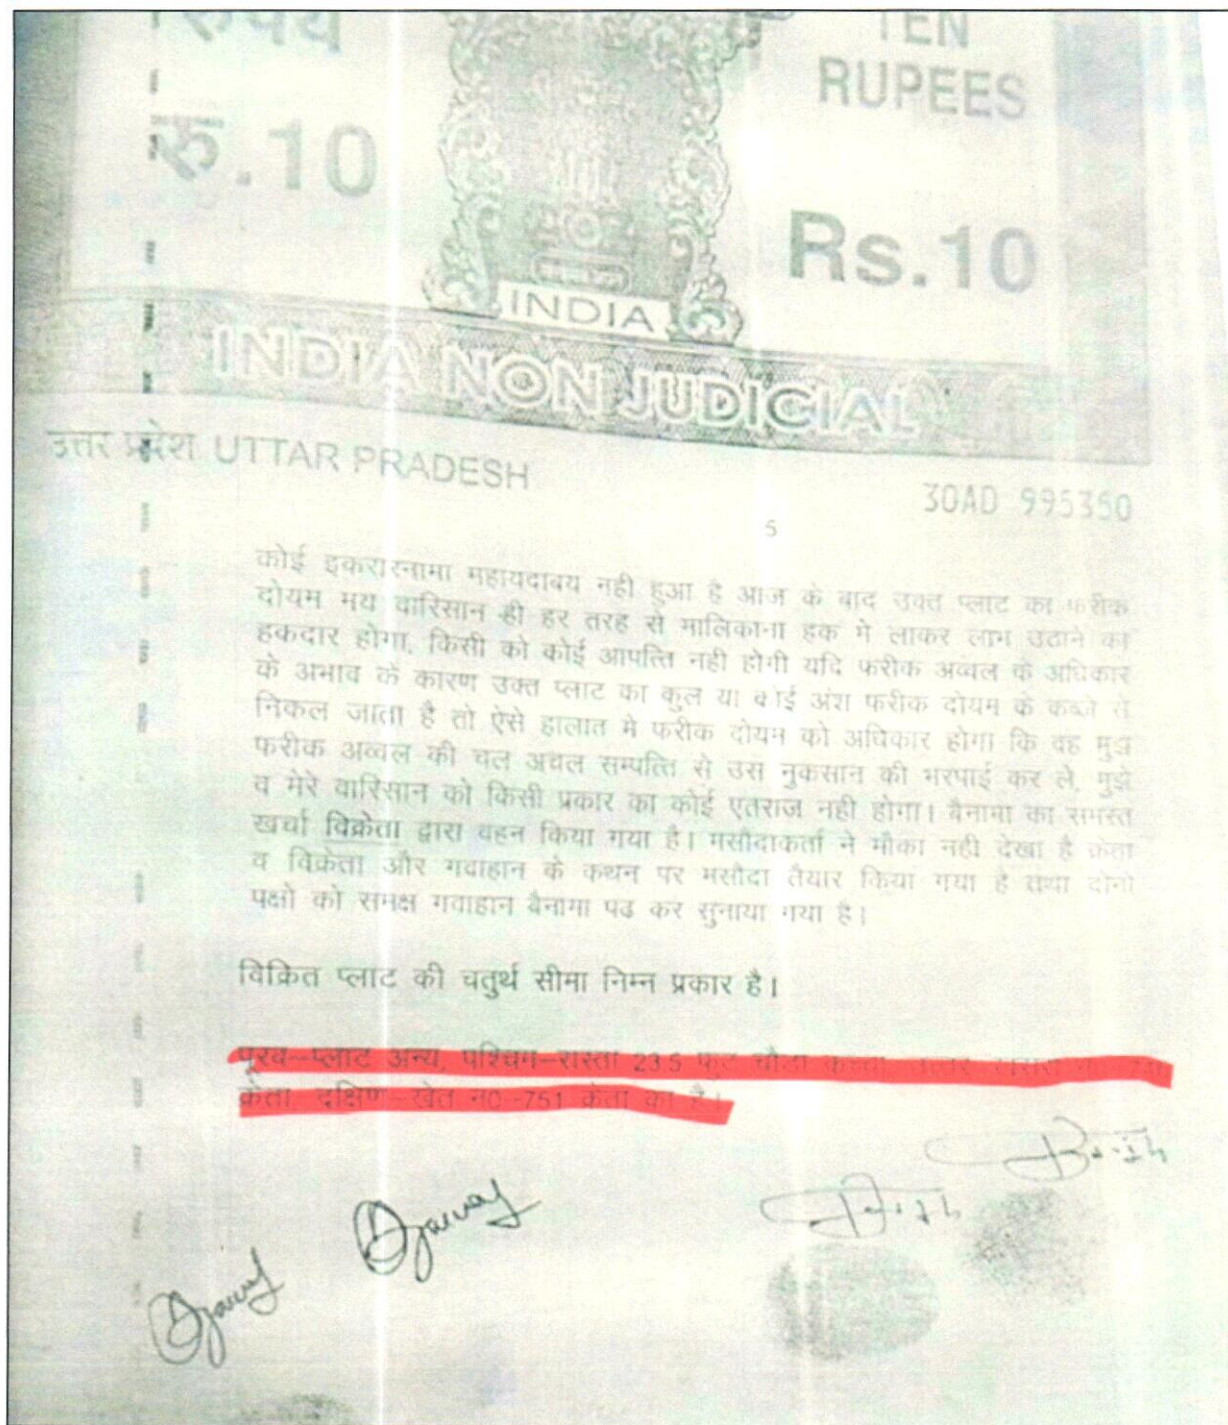 रुपये
TEN
RUPEES
रु.10
Rs.10
INDIA
INDIA NON JUDICIAL
उत्तर प्रदेश UTTAR PRADESH
30AD 995350
5
कोई इकरारनामा महायदाबय नही हुआ है आज के बाद उक्त प्लाट का फरीक
दोयम मय वारिसान ही हर तरह से मालिकाना हक मे लाकर लाभ उठाने का
हकदार होगा, किसी को कोई आपत्ति नही होगी यदि फरीक अव्वल के अधिकार
के अभाव के कारण उक्त प्लाट का कुल या कोई अंश फरीक दोयम के कब्जे से
निकल जाता है तो ऐसे हालात मे फरीक दोयम को अधिकार होगा कि वह मुझ
फरीक अव्वल की चल अचल सम्पत्ति से उस नुकसान की भरपाई कर ले, मुझे
व मेरे वारिसान को किसी प्रकार का कोई एतराज नही होगा। बैनामा का समस्त
खर्चा विक्रेता द्वारा वहन किया गया है। मसौदाकर्ता ने मौका नही देखा है क्रेता
व विक्रेता और गवाहान के कथन पर मसौदा तैयार किया गया है तथा दोनो
पक्षो को समक्ष गवाहान बैनामा पढ कर सुनाया गया है।
विक्रित प्लाट की चतुर्थ सीमा निम्न प्रकार है।
पूरब-प्लाट अन्य, पश्चिम-रास्ता 23.5 फुट चौडा कच्चा, उत्तर
क्रेता, दक्षिण-खेत न0-751 क्रेता का है।